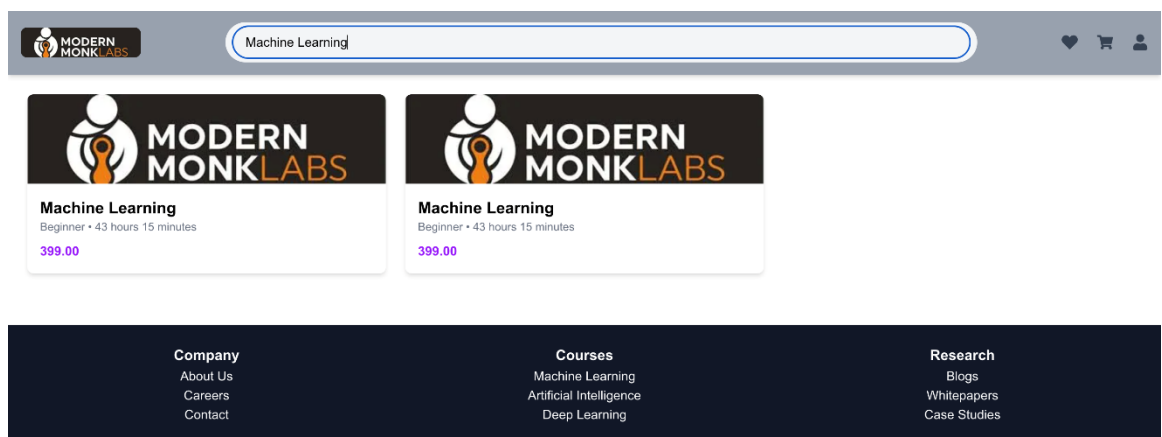 MODERN
MONKLABS
Machine Learning
MODERN
MONKLABS
Machine Learning
Beginner • 43 hours 15 minutes
399.00
MODERN
MONKLABS
Machine Learning
Beginner • 43 hours 15 minutes
399.00
Company
About Us
Careers
Contact
Courses
Machine Learning
Artificial Intelligence
Deep Learning
Research
Blogs
Whitepapers
Case Studies